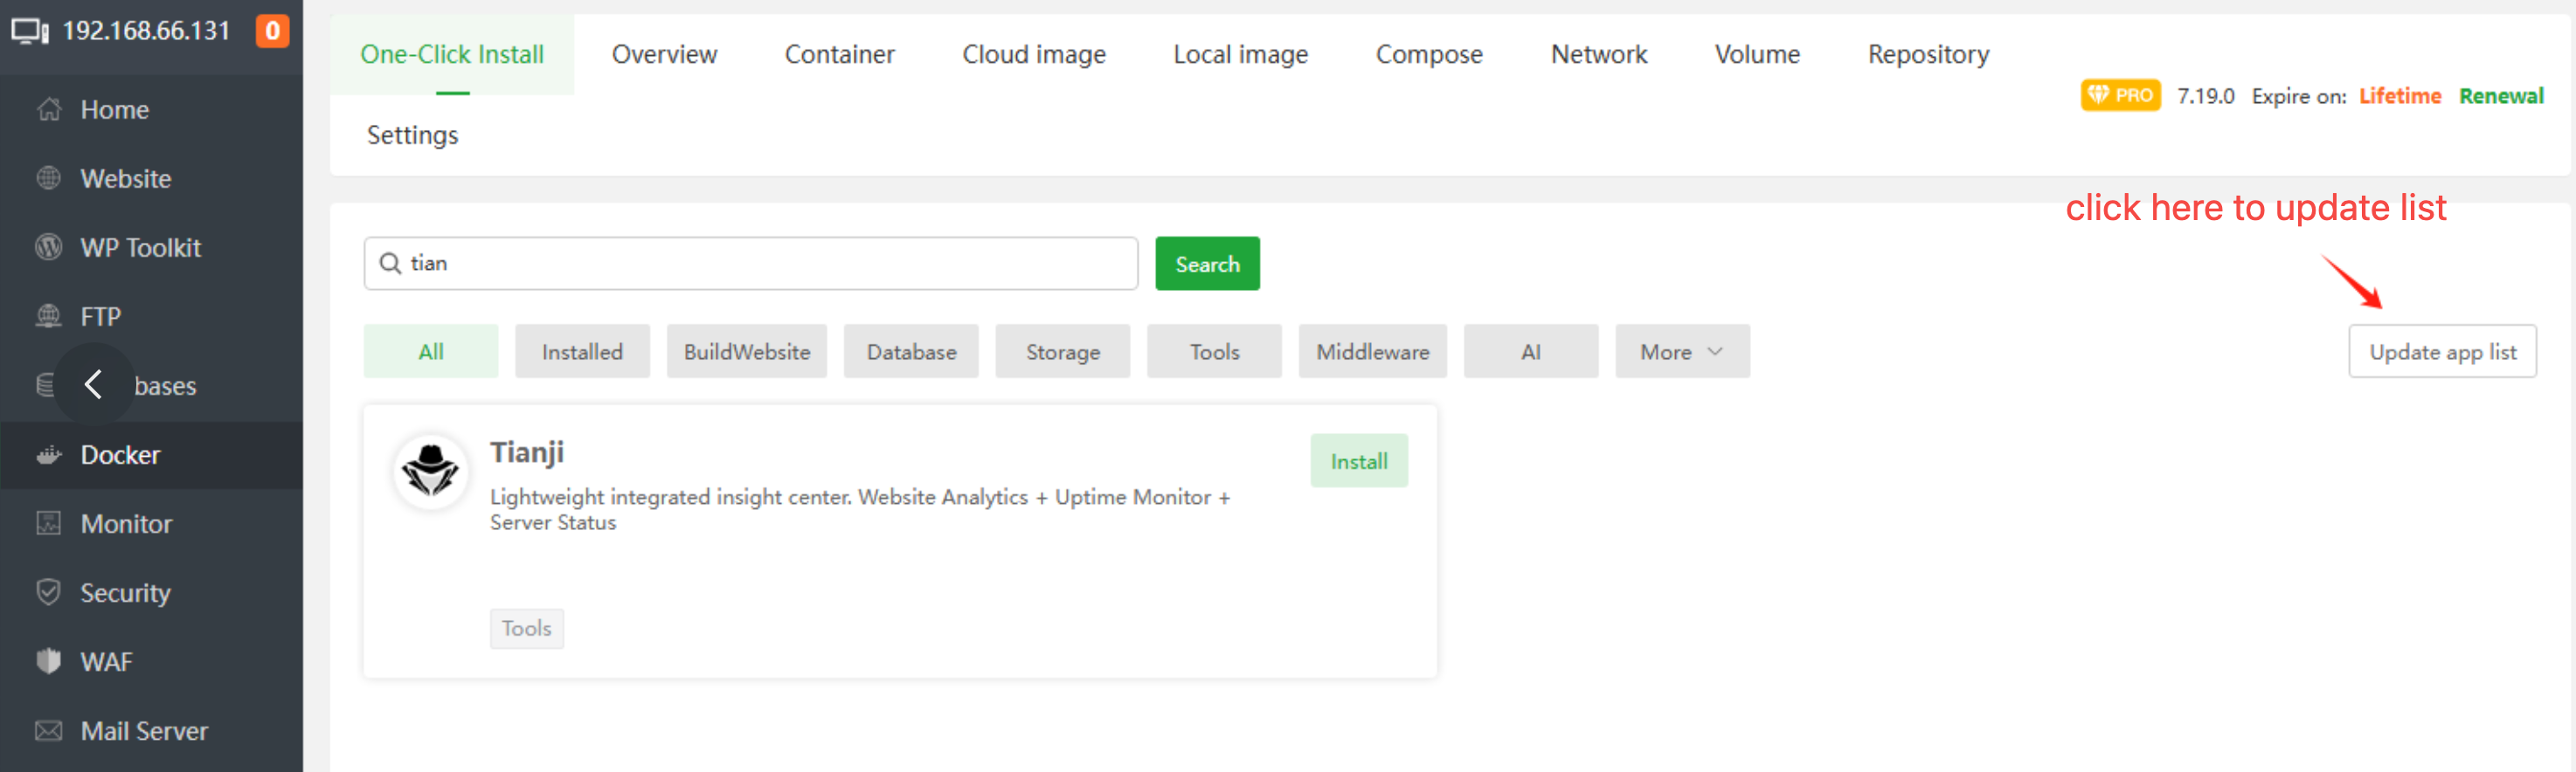 192.168.66.131 0
Home
Website
WP Toolkit
FTP
bases
Docker
Monitor
Security
WAF
Mail Server
One-Click Install Overview Container Cloud image Local image Compose Network Volume Repository
Settings
PRO 7.19.0 Expire on: Lifetime Renewal
click here to update list
tian Search
All Installed BuildWebsite Database Storage Tools Middleware AI More
Update app list
Tianji
Install
Lightweight integrated insight center. Website Analytics + Uptime Monitor +
Server Status
Tools